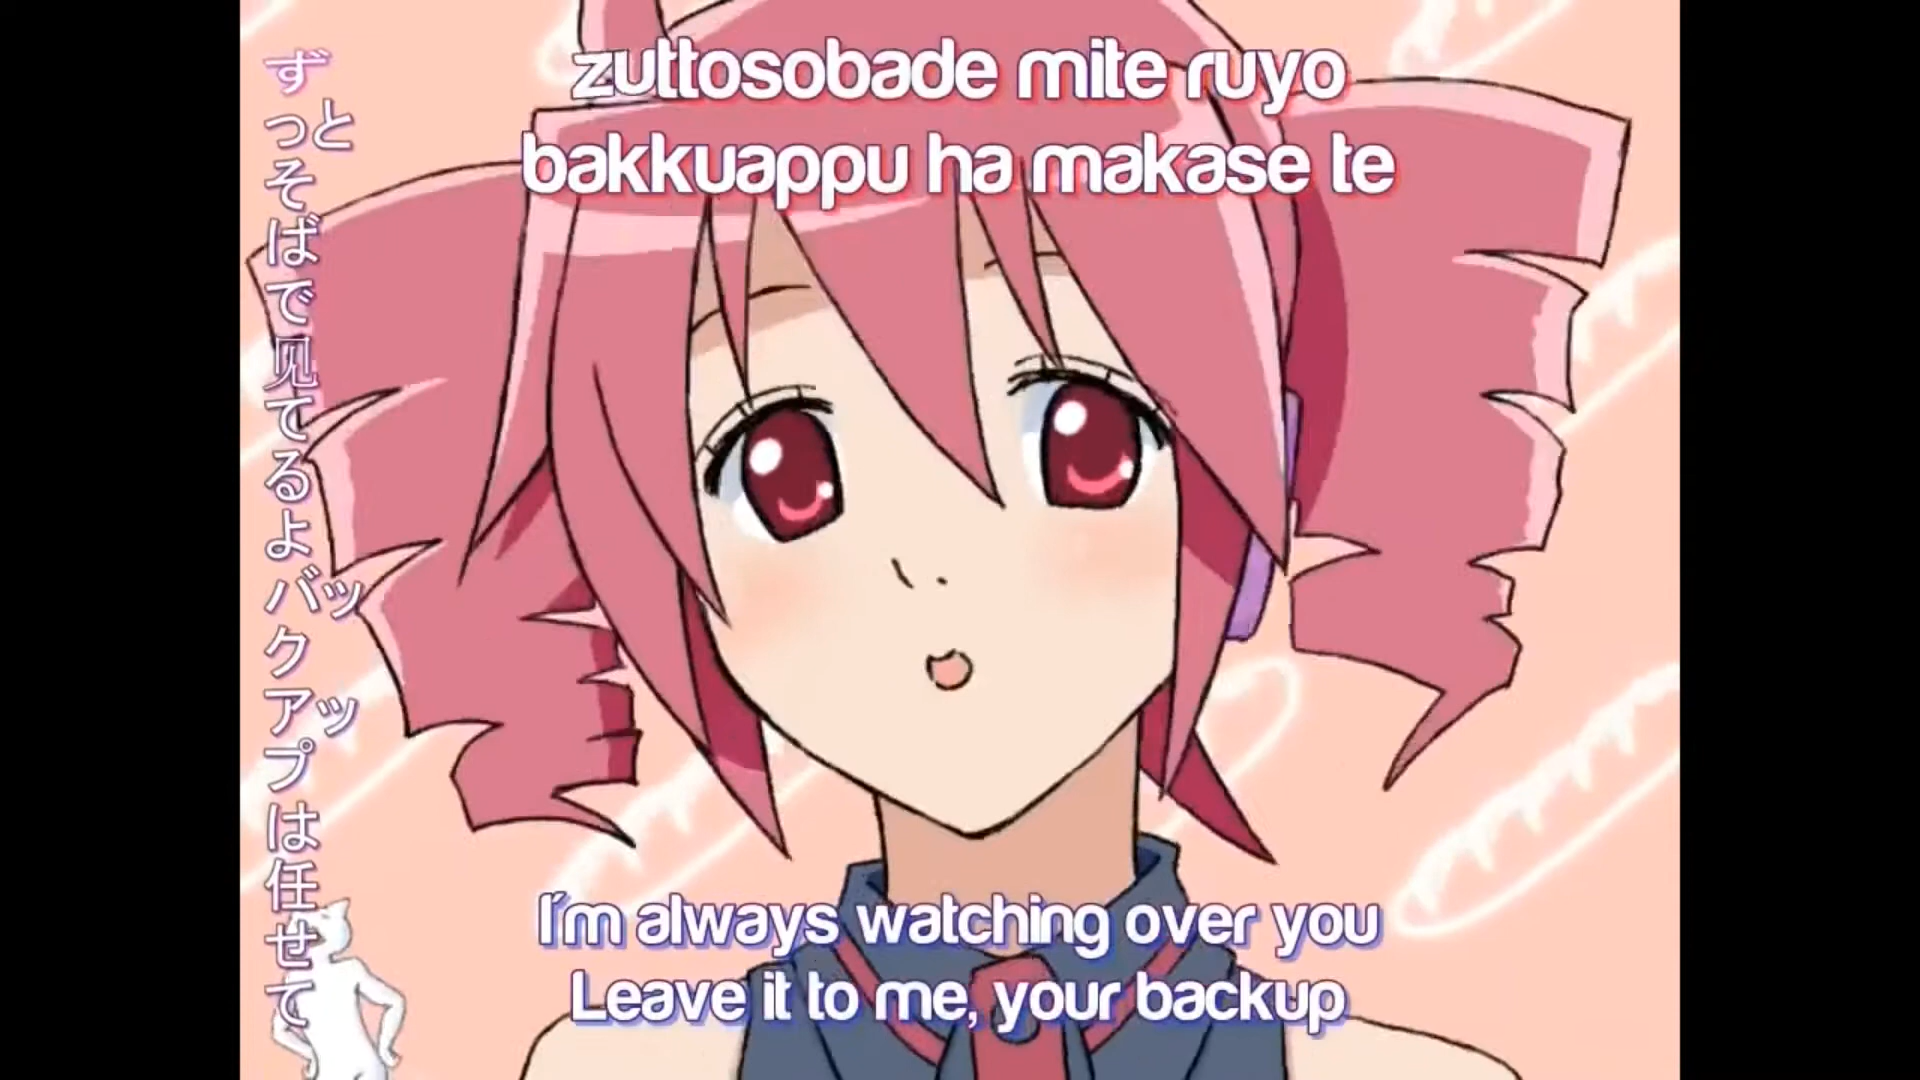 zuttosobade mite ruyo
bakkuappu ha makase te
ずっとそばで见てるよバックアップは任せて
I'm always watching over you
Leave it to me, your backup